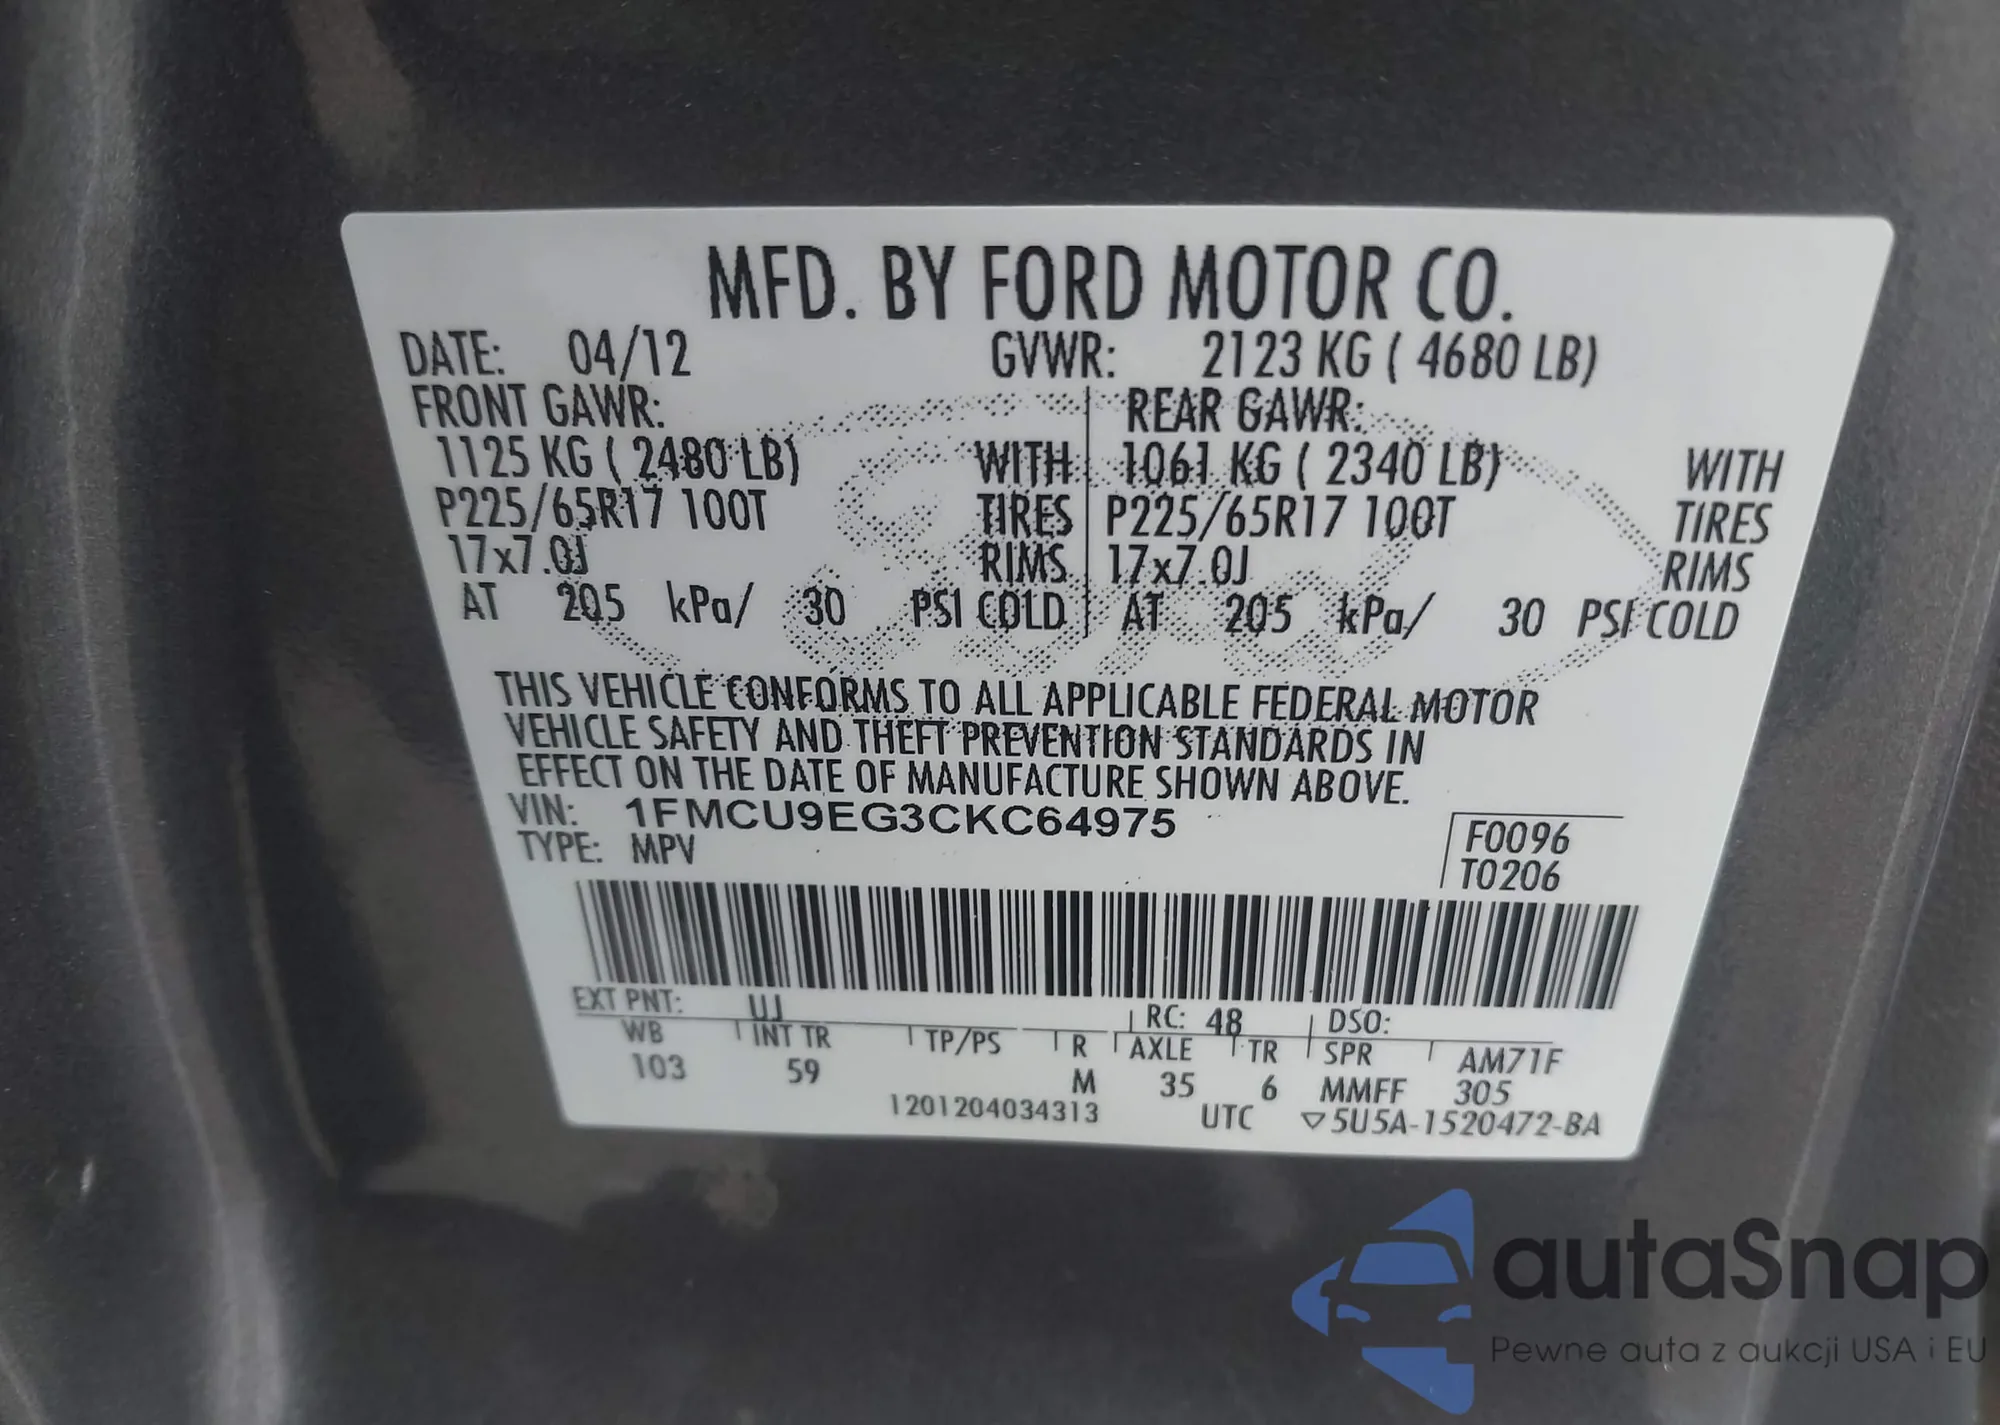 MFD. BY FORD MOTOR CO.
DATE: 04/12 GVWR: 2123 KG ( 4680 LB)
FRONT GAWR: REAR GAWR:
1125 KG ( 2480 LB) WITH 1061 KG ( 2340 LB) WITH
P225/65R17 100T TIRES P225/65R17 100T TIRES
17x7.0J RIMS 17x7.0J RIMS
AT 205 kPa/ 30 PSI COLD AT 205 kPa/ 30 PSI COLD
THIS VEHICLE CONFORMS TO ALL APPLICABLE FEDERAL MOTOR
VEHICLE SAFETY AND THEFT PREVENTION STANDARDS IN
EFFECT ON THE DATE OF MANUFACTURE SHOWN ABOVE.
VIN: 1FMCU9EG3CKC64975
TYPE: MPV
F0096
T0206
EXT PNT: UJ RC: 48 DSO:
WB INT TR TP/PS R AXLE TR SPR AM71F
103 59 M 35 6 MMFF 305
1201204034313 UTC ▽5U5A-1520472-BA
autaSnap
Pewne auta z aukcji USA i EU